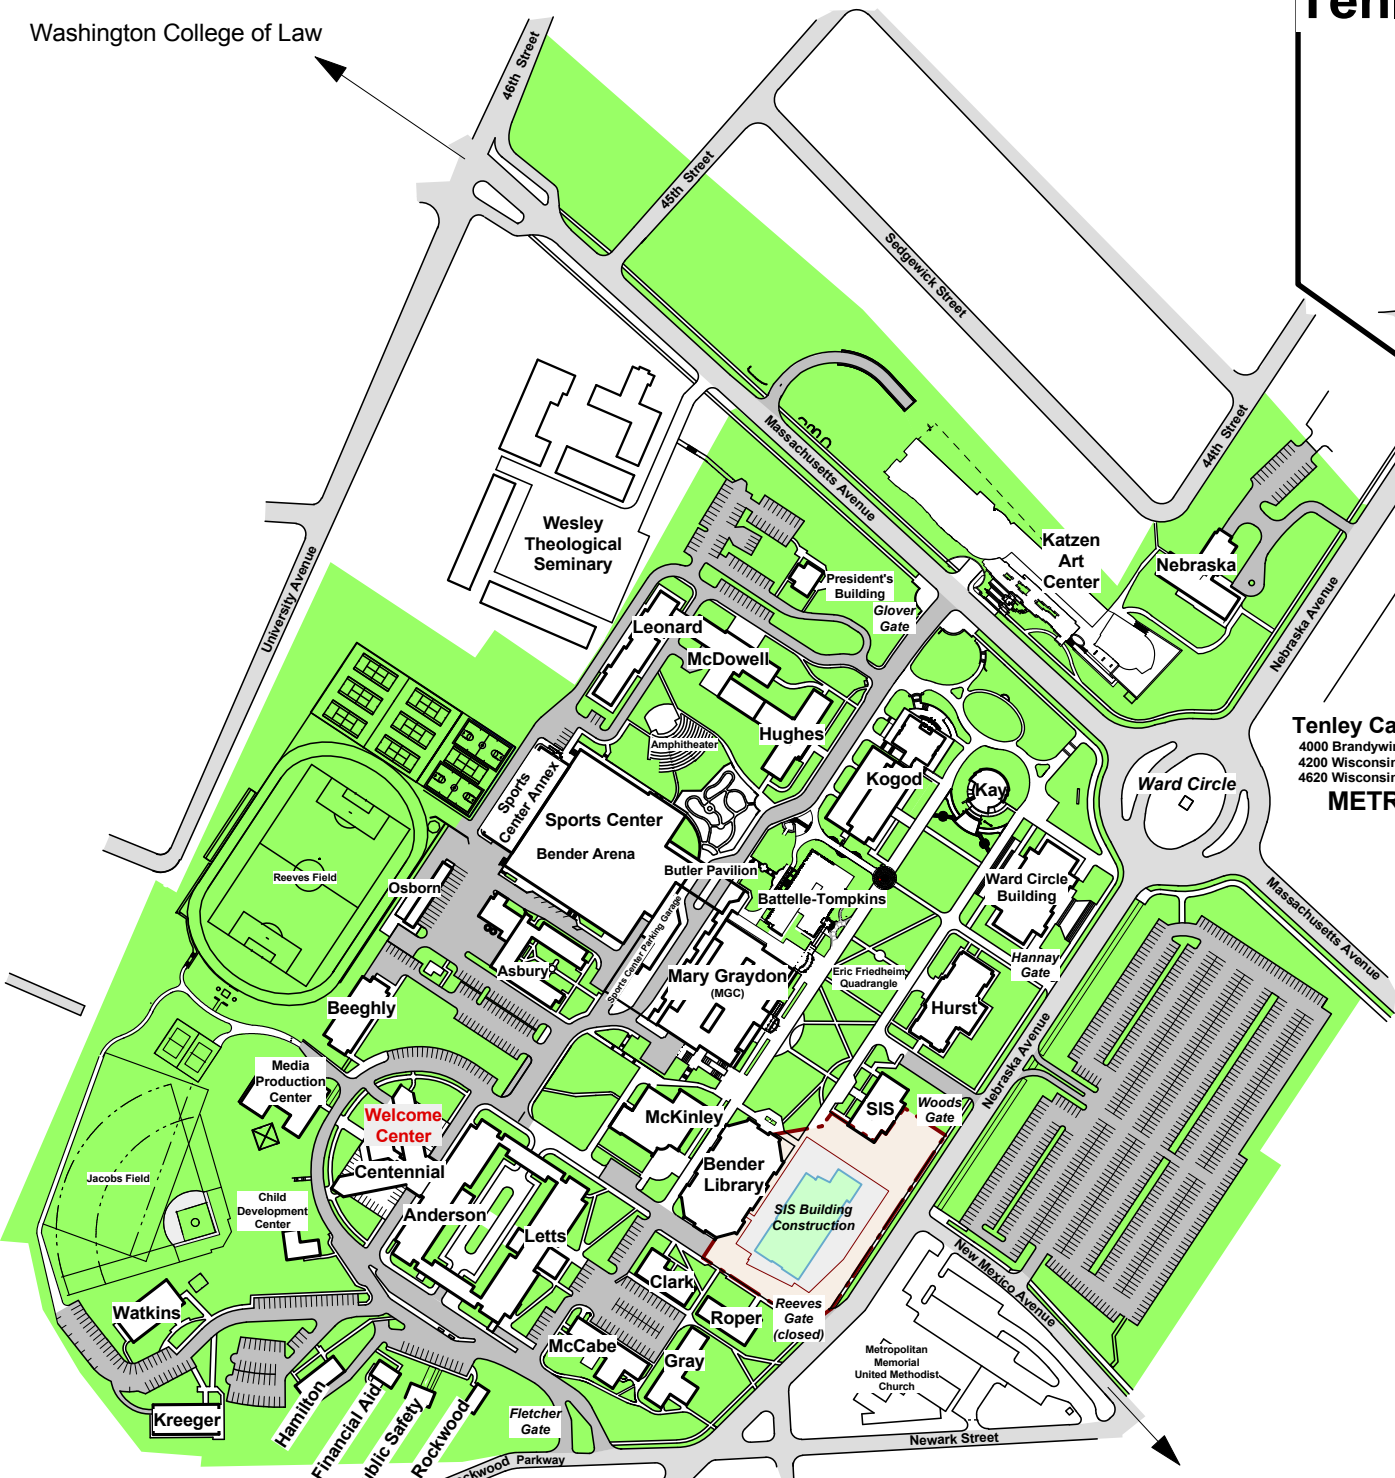 Washington College of Law
46th Street
45th Street
Sedgewick Street
44th Street
Massachusetts Avenue
Wesley
Theological
Seminary
Katzen
Art
Center
Nebraska
University Avenue
President's
Building
Glover
Gate
Nebraska Avenue
Leonard
McDowell
Hughes
Amphitheater
Tenley
4000
4200
4620
Kogod
Kay
Ward Circle
Sports
Center Annex
Sports Center
Bender Arena
Butler Pavilion
Reeves Field
Osborn
Battelle-Tompkins
Ward Circle
Building
Massachusetts Avenue
Sports Center Parking Garage
Asbury
Mary Graydon
(MGC)
Eric Friedheim
Quadrangle
Hannay
Gate
Beeghly
Hurst
Nebraska Avenue
Media
Production
Center
Welcome
Center
McKinley
SIS
Woods
Gate
Centennial
Bender
Library
Jacobs Field
Child
Development
Center
Anderson
Letts
SIS Building
Construction
New Mexico Avenue
Clark
Watkins
Roper
Reeves
Gate
(closed)
McCabe
Gray
Metropolitan
Memorial
United Methodist
Church
Kreeger
Hamilton
Financial Aid
Safety
Rockwood
Fletcher
Gate
Newark Street
Parkway